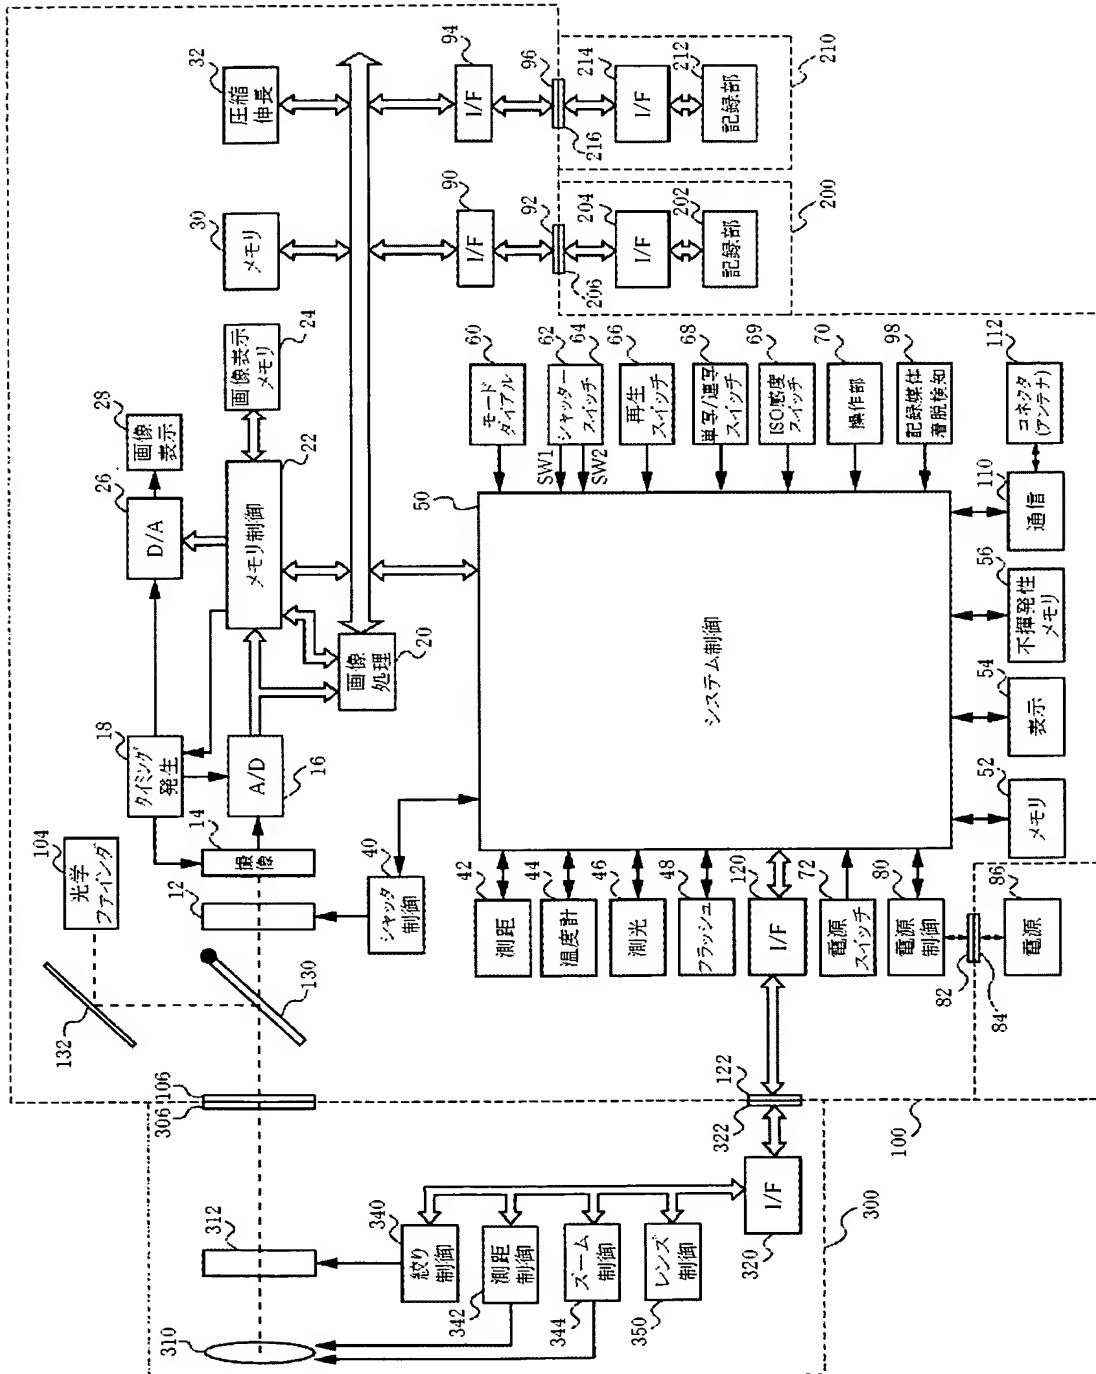 310
312
306
106
132
130
104
光学
ファインダ
12
14
撮像
18
タイミング
発生
A/D
16
26
D/A
28
画像
表示
メモリ制御
22
画像表示
メモリ
24
画像
処理
20
30
メモリ
32
圧縮
伸長
90
I/F
94
I/F
92
206
96
216
204
I/F
202
記録部
200
214
I/F
212
記録部
210
340
絞り
制御
342
測距
制御
344
ズーム
制御
350
レンズ
制御
320
I/F
300
322
122
100
40
シャッタ
制御
42
測距
44
温度計
46
測光
48
フラッシュ
120
I/F
72
電源
スイッチ
80
電源
制御
82
84
86
電源
50
システム制御
60
モード
ダイアル
62
64
シャッター
スイッチ
SW1
SW2
66
再生
スイッチ
68
単写/連写
スイッチ
69
ISO感度
スイッチ
70
操作部
98
記録媒体
着脱検知
52
メモリ
54
表示
56
不揮発性
メモリ
110
通信
112
コネクタ
(アンテナ)